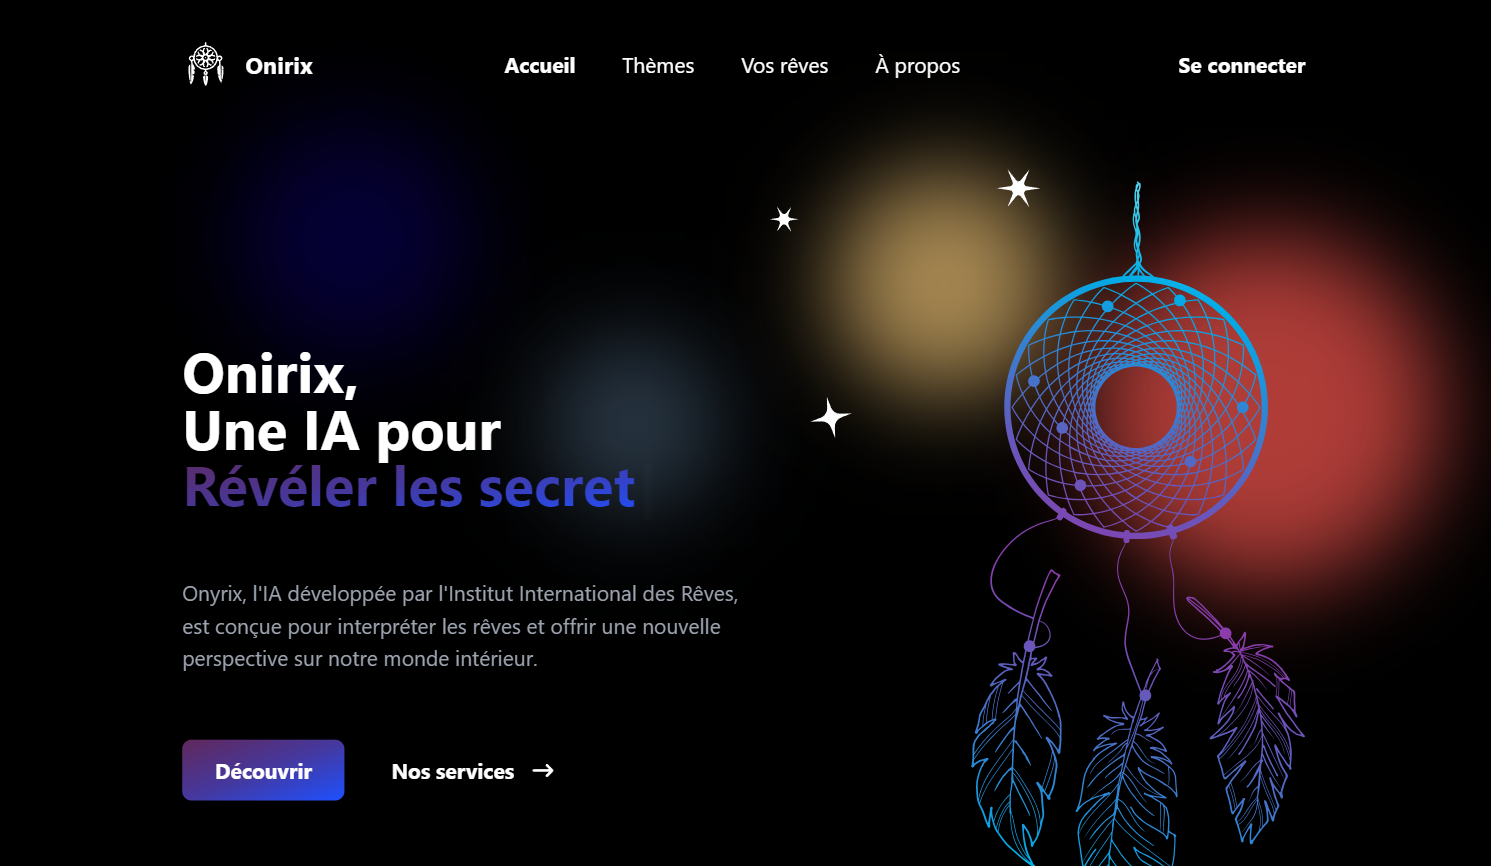 Onirix
Accueil
Thèmes
Vos rêves
À propos
Se connecter
Onirix,
Une IA pour
Révéler les secret
Onyrix, l'IA développée par l'Institut International des Rêves,
est conçue pour interpréter les rêves et offrir une nouvelle
perspective sur notre monde intérieur.
Découvrir
Nos services →